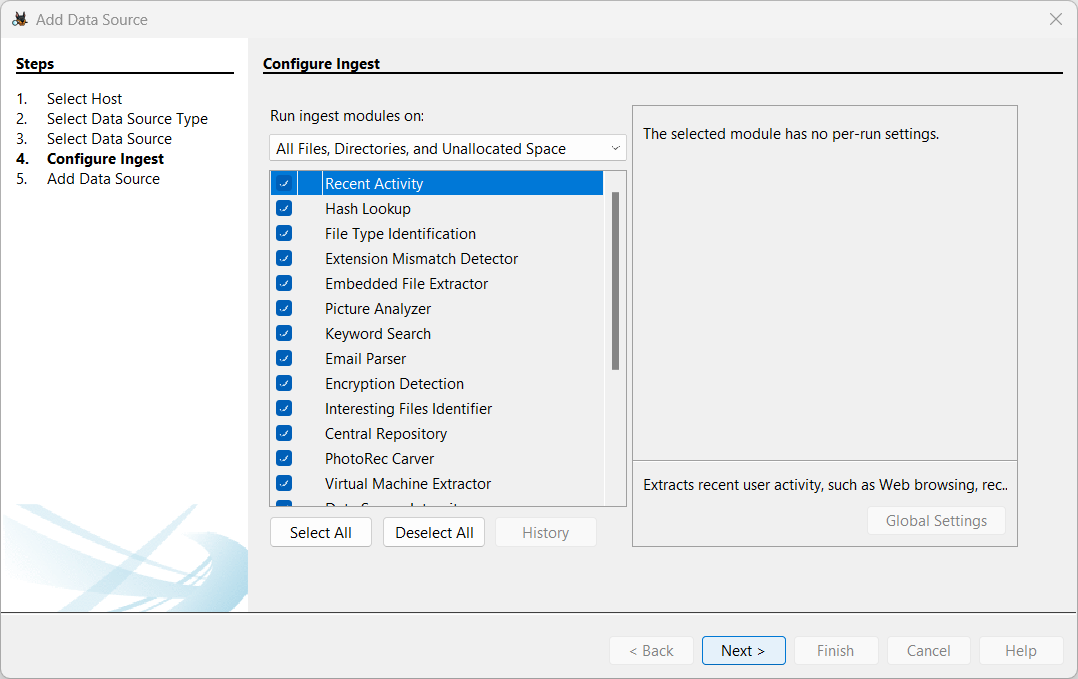 Add Data Source
Steps
1. Select Host
2. Select Data Source Type
3. Select Data Source
4. Configure Ingest
5. Add Data Source
Configure Ingest
Run ingest modules on:
All Files, Directories, and Unallocated Space
Recent Activity
Hash Lookup
File Type Identification
Extension Mismatch Detector
Embedded File Extractor
Picture Analyzer
Keyword Search
Email Parser
Encryption Detection
Interesting Files Identifier
Central Repository
PhotoRec Carver
Virtual Machine Extractor
Select All
Deselect All
History
The selected module has no per-run settings.
Extracts recent user activity, such as Web browsing, rec..
Global Settings
< Back
Next >
Finish
Cancel
Help